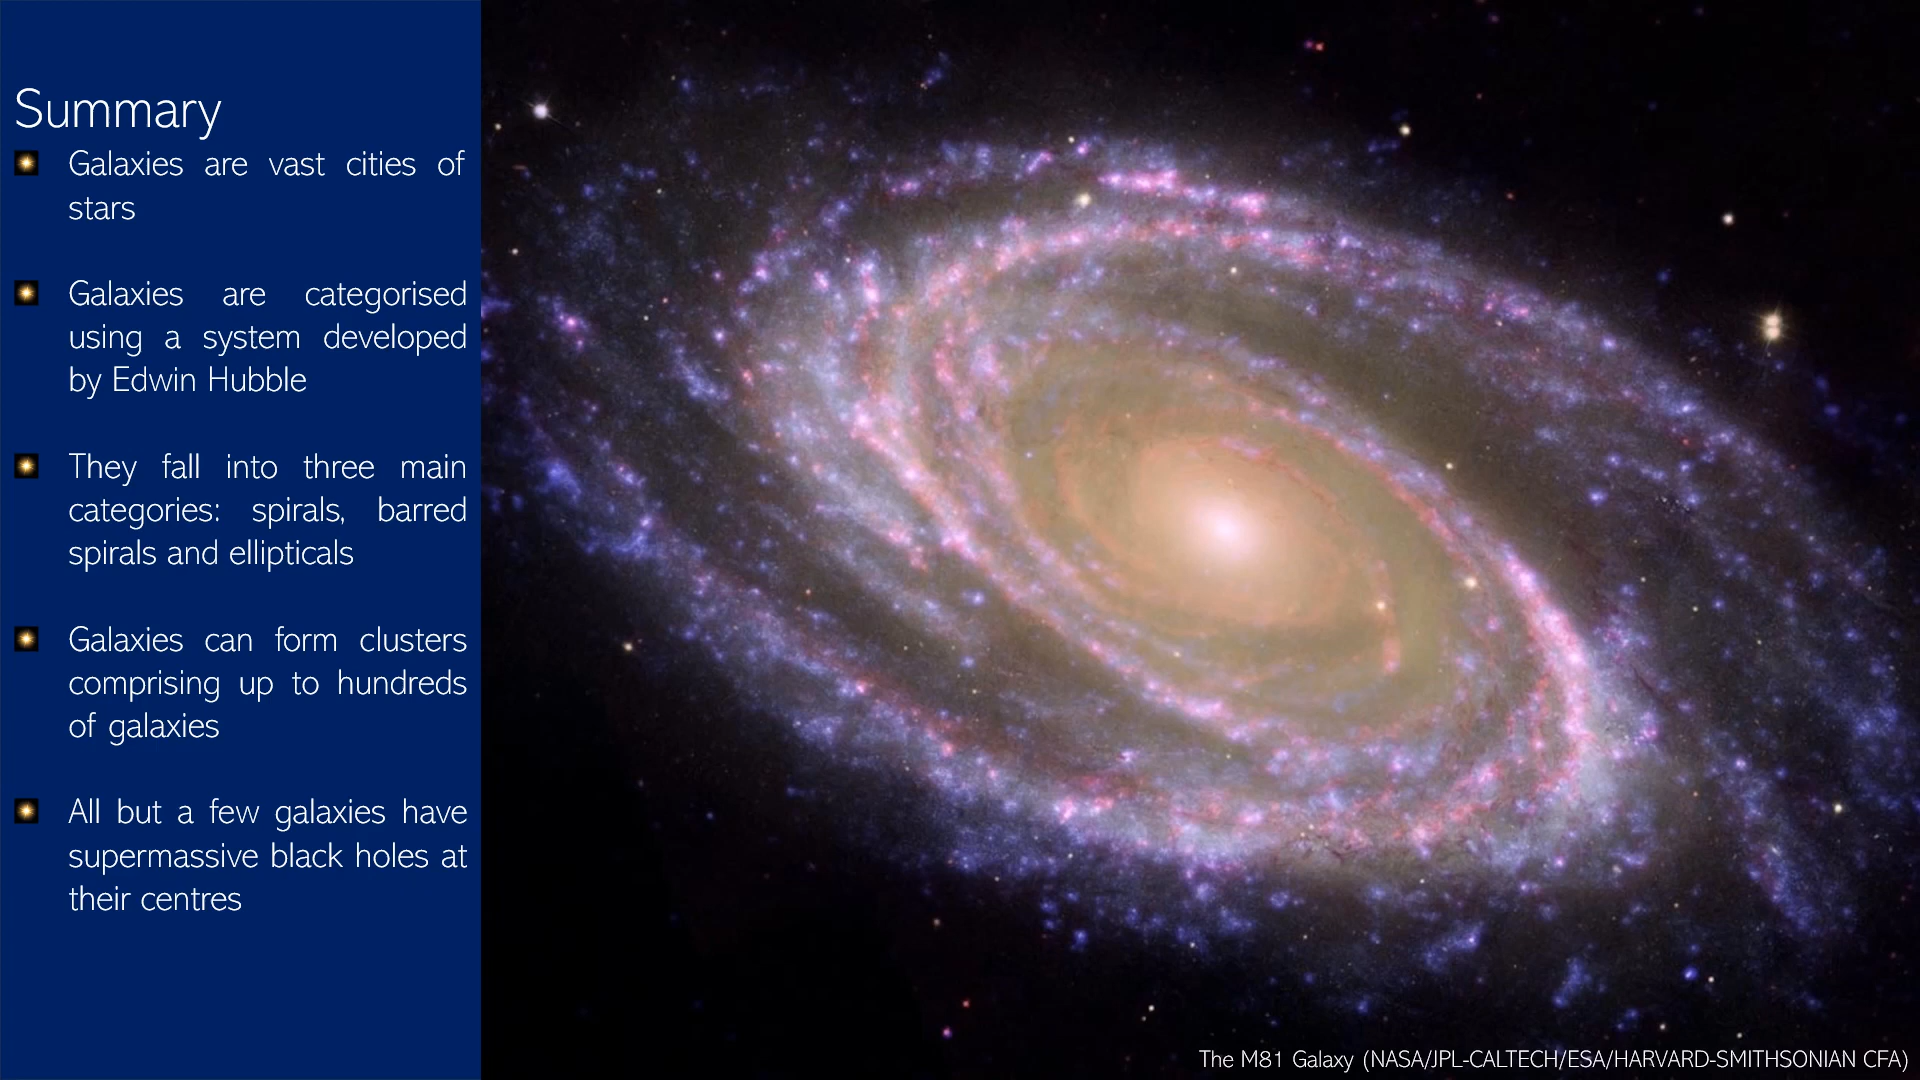 Summary
Galaxies are vast cities of
stars
Galaxies are categorised
using a system developed
by Edwin Hubble
They fall into three main
categories: spirals, barred
spirals and ellipticals
Galaxies can form clusters
comprising up to hundreds
of galaxies
All but a few galaxies have
supermassive black holes at
their centres
The M81 Galaxy (NASA/JPL-CALTECH/ESA/HARVARD-SMITHSONIAN CFA)